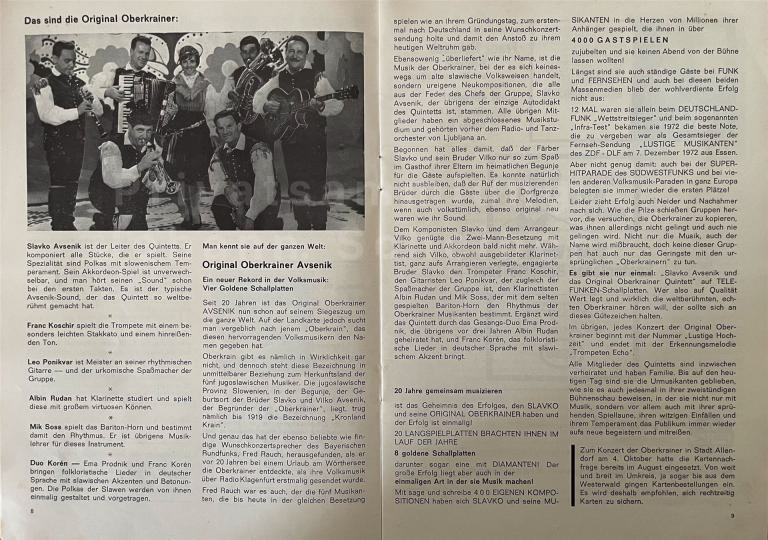 Das sind die Original Oberkrainer:
Slavko Avsenik ist der Leiter des Quintetts. Er
komponiert alle Stücke, die er spielt. Seine
Spezialität sind Polkas mit slowenischem Tem-
perament. Sein Akkordeon-Spiel ist unverwech-
selbar, und man hört seinen „Sound" schon
bei den ersten Takten. Es ist der typische
Avsenik-Sound, der das Quintett so weltbe-
rühmt gemacht hat.
*
Franc Koschir spielt die Trompete mit einem be-
sonders leichten Stakkato und einem hinreißen-
den Ton.
*
Leo Ponikvar ist Meister an seiner rhythmischen
Gitarre — und der urkomische Spaßmacher der
Gruppe.
*
Albin Rudan hat Klarinette studiert und spielt
diese mit großem virtuosen Können.
*
Mik Soss spielt das Bariton-Horn und bestimmt
damit den Rhythmus. Er ist übrigens Musik-
lehrer für dieses Instrument.
*
Duo Korén — Ema Prodnik und Franc Korén
bringen folkloristische Lieder in deutscher
Sprache mit slawischen Akzenten und Betonun-
gen. Die Polkas der Slawen werden von ihnen
einmalig gestaltet und vorgetragen.
8
Man kennt sie auf der ganzen Welt:
Original Oberkrainer Avsenik
Ein neuer Rekord in der Volksmusik:
Vier Goldene Schallplatten
Seit 20 Jahren ist das Original Oberkrainer
AVSENIK nun schon auf seinem Siegeszug um
die ganze Welt. Auf der Landkarte jedoch sucht
man vergeblich nach jenem „Oberkrain", das
diesen hervorragenden Volksmusikern den Na-
men gegeben hat.
Oberkrain gibt es nämlich in Wirklichkeit gar
nicht, und dennoch steht diese Bezeichnung in
unmittelbarer Beziehung zum Herkunftsland der
fünf jugoslawischen Musiker. Die jugoslawische
Provinz Slowenien, in der Begunje, der Ge-
burtsort der Brüder Slavko und Vilko Avsenik,
der Begründer der „Oberkrainer", liegt, trug
nämlich bis 1919 die Bezeichnung „Kronland
Krain".
Und genau das hat der ebenso beliebte wie fin-
dige Wunschkonzertsprecher des Bayerischen
Rundfunks, Fred Rauch, herausgefunden, als er
vor 20 Jahren bei einem Urlaub am Wörthersee
die Oberkrainer entdeckte, als ihre Volksmusik
über Radio Klagenfurt erstmalig gesendet wurde.
Fred Rauch war es auch, der die fünf Musikan-
ten, die bis heute in der gleichen Besetzung
spielen wie an ihrem Gründungstag, zum ersten-
mal nach Deutschland in seine Wunschkonzert-
sendung holte und damit den Anstoß zu ihrem
heutigen Weltruhm gab.
Ebensowenig „überliefert" wie ihr Name, ist die
Musik der Oberkrainer, bei der es sich keines-
wegs um alte slawische Volksweisen handelt,
sondern ureigene Neukompositionen, die alle
aus der Feder des Chefs der Gruppe, Slavko
Avsenik, der übrigens der einzige Autodidakt
des Quintetts ist, stammen. Alle übrigen Mit-
glieder haben ein abgeschlossenes Musikstu-
dium und gehörten vorher dem Radio- und Tanz-
orchester von Ljubljana an.
Begonnen hat alles damit, daß der Färber
Slavko und sein Bruder Vilko nur so zum Spaß
im Gasthof ihrer Eltern im heimatlichen Begunje
für die Gäste aufspielten. Es konnte natürlich
nicht ausbleiben, daß der Ruf der musizierenden
Brüder durch die Gäste über die Dorfgrenze
hinausgetragen wurde, zumal ihre Melodien,
wenn auch volkstümlich, ebenso original neu
waren wie ihr Sound.
Dem Komponisten Slavko und dem Arrangeur
Vilko genügte die Zwei-Mann-Besetzung mit
Klarinette und Akkordeon bald nicht mehr. Wäh-
rend sich Vilko, obwohl ausgebildeter Klarinet-
tist, ganz aufs Arrangieren verlegte, engagierte
Bruder Slavko den Trompeter Franc Koschir,
den Gitarristen Leo Ponikvar, der zugleich der
Spaßmacher der Gruppe ist, den Klarinettisten
Albin Rudan und Mik Soss, der mit dem selten
gespielten Bariton-Horn den Rhythmus der
Oberkrainer Musikanten bestimmt. Ergänzt wird
das Quintett durch das Gesangs-Duo Ema Prod-
nik, die übrigens vor drei Jahren Albin Rudan
geheiratet hat, und Franc Korén, das folkloristi-
sche Lieder in deutscher Sprache mit slawi-
schem Akzent bringt.
20 Jahre gemeinsam musizieren
ist das Geheimnis des Erfolges, den SLAVKO
und seine ORIGINAL OBERKRAINER haben und
der Erfolg ist einmalig!
20 LANGSPIELPLATTEN BRACHTEN IHNEN IM
LAUF DER JAHRE
8 goldene Schallplatten
darunter sogar eine mit DIAMANTEN! Der
große Erfolg liegt aber auch in der
einmaligen Art in der sie Musik machen!
Mit sage und schreibe 400 EIGENEN KOMPO-
SITIONEN haben sich SLAVKO und seine MU-
SIKANTEN in die Herzen von Millionen ihrer
Anhänger gespielt, die ihnen in über
4000 GASTSPIELEN
zujubelten und sie keinen Abend von der Bühne
lassen wollten!
Längst sind sie auch ständige Gäste bei FUNK
und FERNSEHEN und auch bei diesen beiden
Massenmedien blieb der wohlverdiente Erfolg
nicht aus:
12 MAL waren sie allein beim DEUTSCHLAND-
FUNK „Wettstreitsieger" und beim sogenannten
„Infra-Test" bekamen sie 1972 die beste Note,
die zu vergeben war als Gesamtsieger der
Fernseh-Sendung „LUSTIGE MUSIKANTEN"
des ZDF - DLF am 7. Dezember 1972 aus Essen.
Aber nicht genug damit: auch bei der SUPER-
HITPARADE des SÜDWESTFUNKS und bei vie-
len anderen Volksmusik-Paraden in ganz Europa
belegten sie immer wieder die ersten Plätze!
Leider zieht Erfolg auch Neider und Nachahmer
nach sich. Wie die Pilze schießen Gruppen her-
vor, die versuchen, die Oberkrainer zu kopieren,
was ihnen allerdings nicht gelingt und auch nie
gelingen wird. Nicht nur die Musik, auch der
Name wird mißbraucht, doch keine dieser Grup-
pen hat auch nur das Geringste mit den ur-
sprünglichen „Oberkrainern" zu tun.
Es gibt sie nur einmal: „Slavko Avsenik und
das Original Oberkrainer Quintett" auf TELE-
FUNKEN-Schallplatten. Wer also auf Qualität
Wert legt und wirklich die weltberühmten, ech-
ten Oberkrainer hören will, der sollte sich an
dieses Gütezeichen halten.
Im übrigen, jedes Konzert der Original Ober-
krainer beginnt mit der Nummer „Lustige Hoch-
zeit" und endet mit der Erkennungsmelodie
„Trompeten Echo".
Alle Mitglieder des Quintetts sind inzwischen
verheiratet und haben Familie. Bis auf den heu-
tigen Tag sind sie die Urmusikanten geblieben,
wie sie es auch jedesmal in ihrer zweistündigen
Bühnenschau beweisen, in der sie nicht nur mit
Musik, sondern vor allem auch mit ihrer sprü-
henden Spiellaune, ihren witzigen Einfällen und
ihrem Temperament das Publikum immer wieder
aufs neue begeistern und mitreißen.
Zum Konzert der Oberkrainer in Stadt Allen-
dorf am 4. Oktober hatte die Kartennach-
frage bereits im August eingesetzt. Von weit
und breit im Umkreis, ja sogar bis aus dem
Westerwald gingen Kartenbestellungen ein.
Es wird deshalb empfohlen, sich rechtzeitig
Karten zu sichern.
9